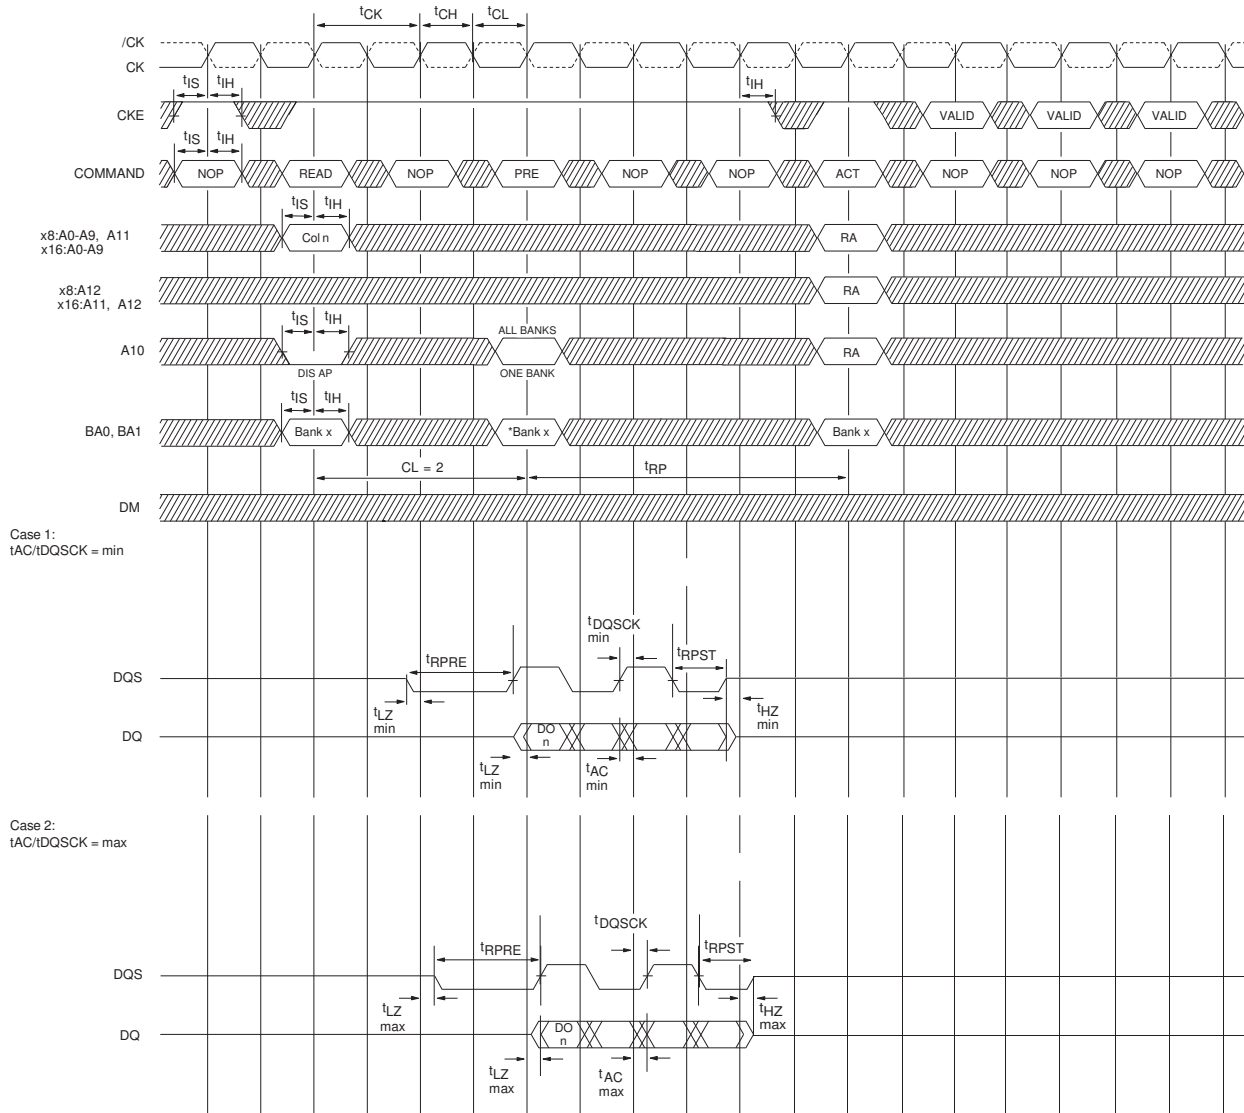 tCK tCH tCL
/CK
CK
tIS tIH tIH
CKE VALID VALID VALID
tIS tIH
COMMAND NOP READ NOP PRE NOP NOP ACT NOP NOP NOP
tIS tIH
x8:A0-A9, A11
x16:A0-A9
Col n RA
x8:A12
x16:A11, A12
RA
tIS tIH ALL BANKS
A10 RA
DIS AP ONE BANK
tIS tIH
BA0, BA1 Bank x *Bank x Bank x
CL = 2 tRP
DM
Case 1:
tAC/tDQSCK = min
tDQSCK
min
tRPRE tRPST
DQS
tLZ
min
tHZ
min
DQ DO
n
tLZ
min
tAC
min
Case 2:
tAC/tDQSCK = max
tDQSCK
tRPRE tRPST
DQS
tLZ
max
tHZ
max
DQ DO
n
tLZ
max
tAC
max